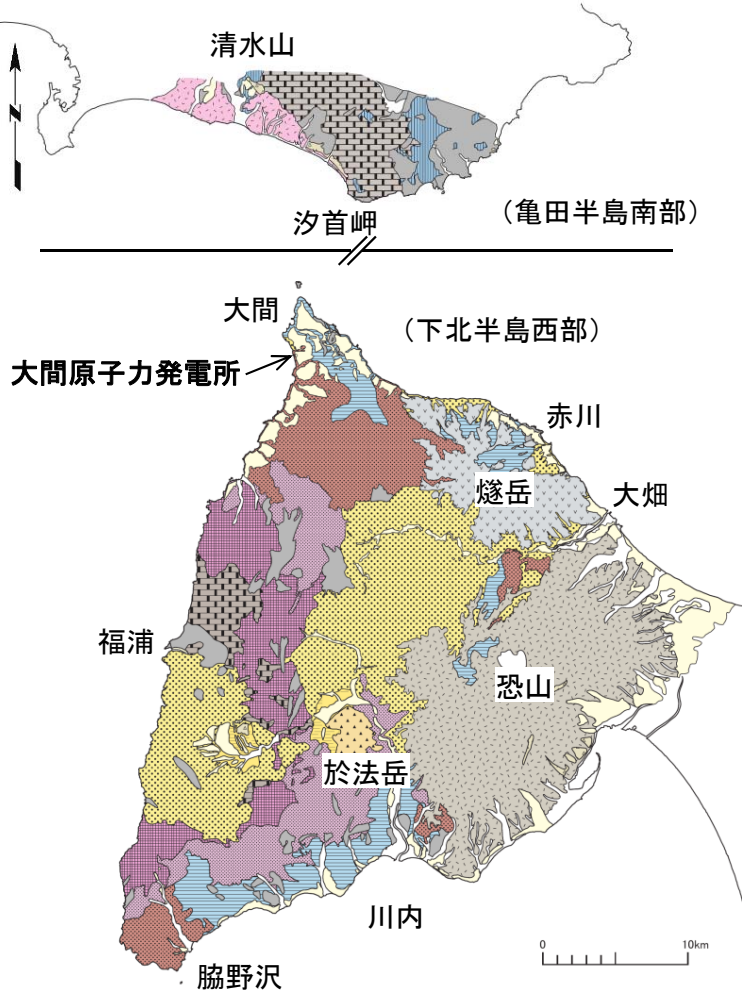 清水山
N
汐首岬
(亀田半島南部)
大間
(下北半島西部)
大間原子力発電所
赤川
燧岳
大畑
福浦
恐山
於法岳
川内
脇野沢
0 10km